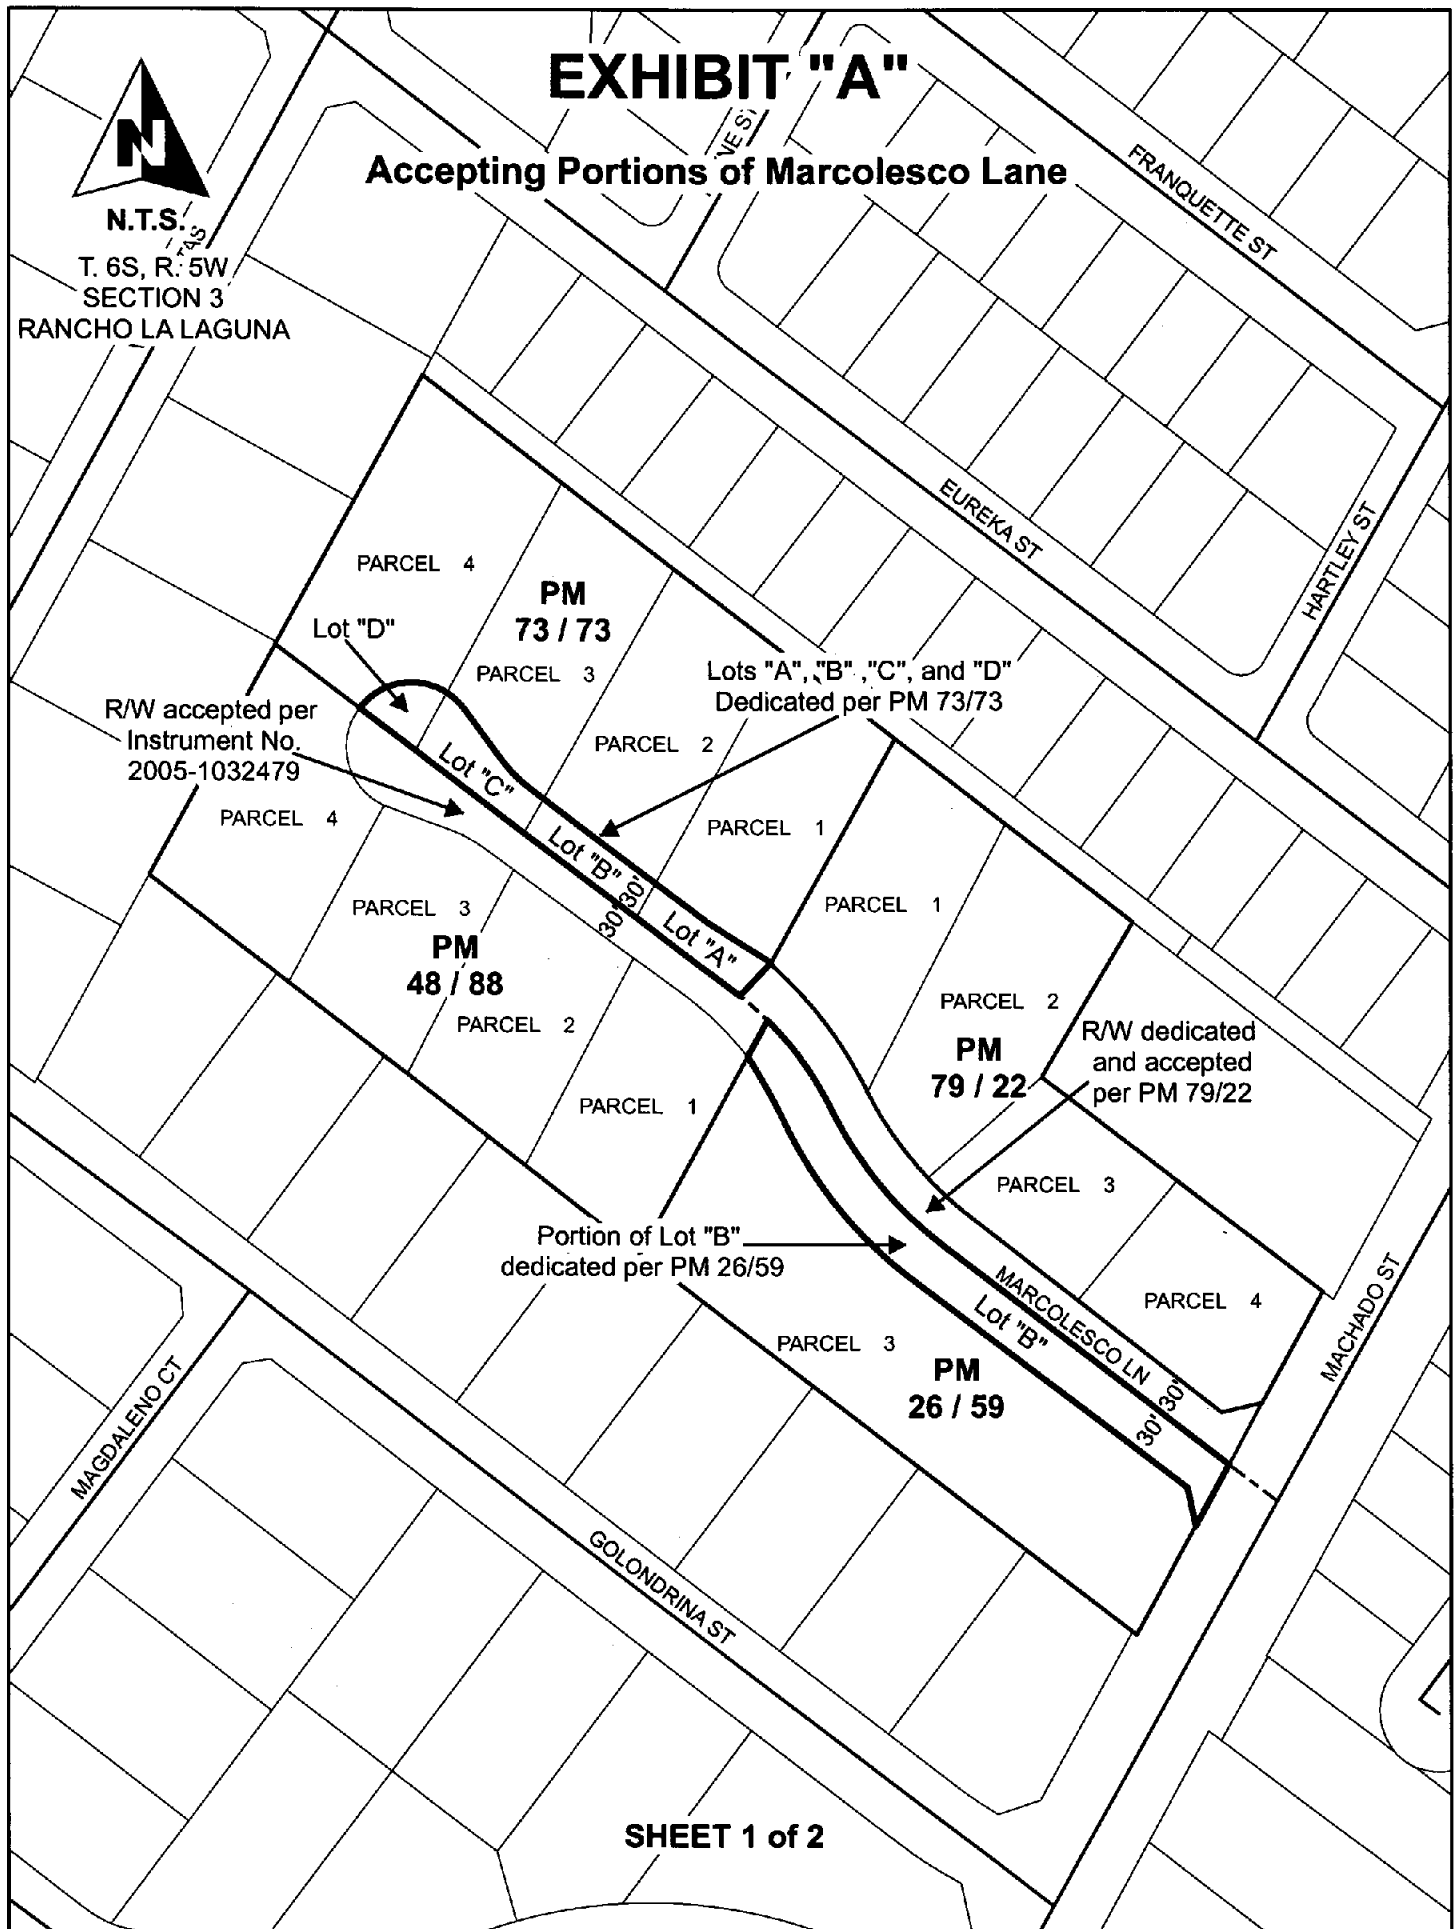 EXHIBIT "A"
Accepting Portions of Marcolesco Lane
N
N.T.S.
T. 6S, R. 5W
SECTION 3
RANCHO LA LAGUNA
FRANQUETTE ST
EUREKA ST
HARTLEY ST
PARCEL 4
PM
73 / 73
Lot "D"
PARCEL 3
Lots "A", "B", "C", and "D"
Dedicated per PM 73/73
R/W accepted per
Instrument No.
2005-1032479
PARCEL 2
Lot "C"
PARCEL 4
PARCEL 1
Lot "B"
30' 30'
PARCEL 3
PARCEL 1
Lot "A"
PM
48 / 88
PARCEL 2
PARCEL 2
PM
79 / 22
R/W dedicated
and accepted
per PM 79/22
PARCEL 1
PARCEL 3
Portion of Lot "B"
dedicated per PM 26/59
MARCOLESCO LN
PARCEL 4
Lot "B"
MACHADO ST
PARCEL 3
PM
26 / 59
30' 30'
MAGDALENO CT
GOLONDRINA ST
SHEET 1 of 2